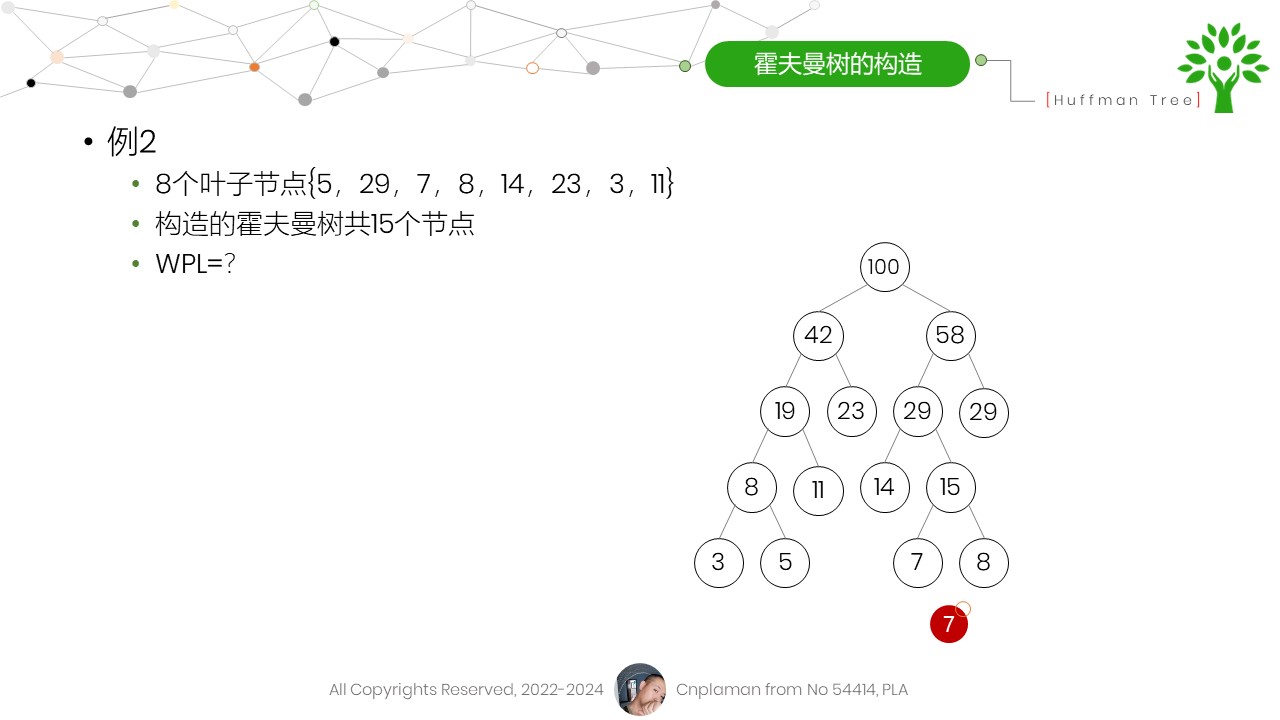 霍夫曼树的构造
[Huffman Tree]
• 例2
• 8个叶子节点{5，29，7，8，14，23，3，11}
• 构造的霍夫曼树共15个节点
• WPL=？
100
42 58
19 23 29 29
8 11 14 15
3 5 7 8
7
All Copyrights Reserved, 2022-2024 Cnplaman from No 54414, PLA